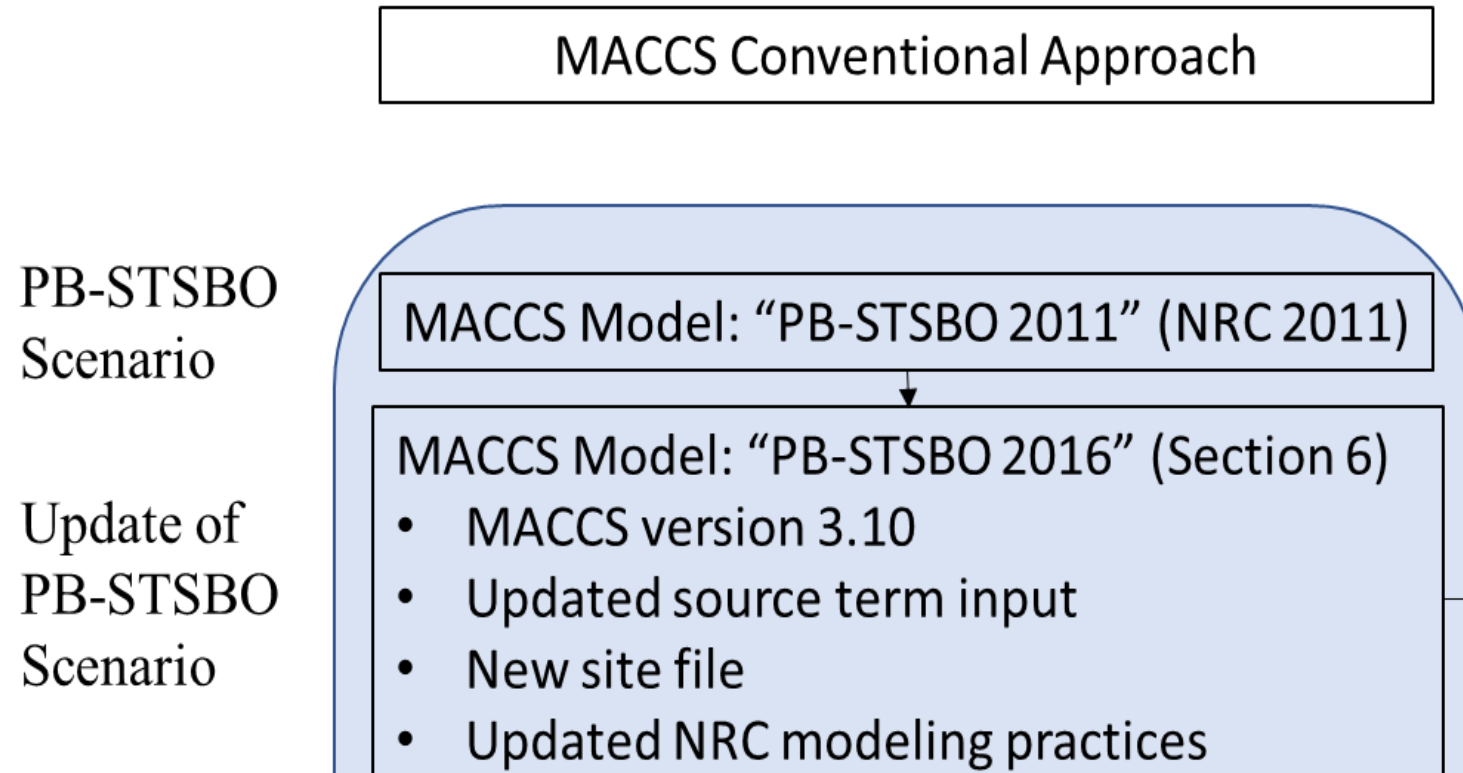 MACCS Conventional Approach
PB-STSBO
Scenario
MACCS Model: “PB-STSBO 2011” (NRC 2011)
Update of
PB-STSBO
Scenario
MACCS Model: “PB-STSBO 2016” (Section 6)
• MACCS version 3.10
• Updated source term input
• New site file
• Updated NRC modeling practices